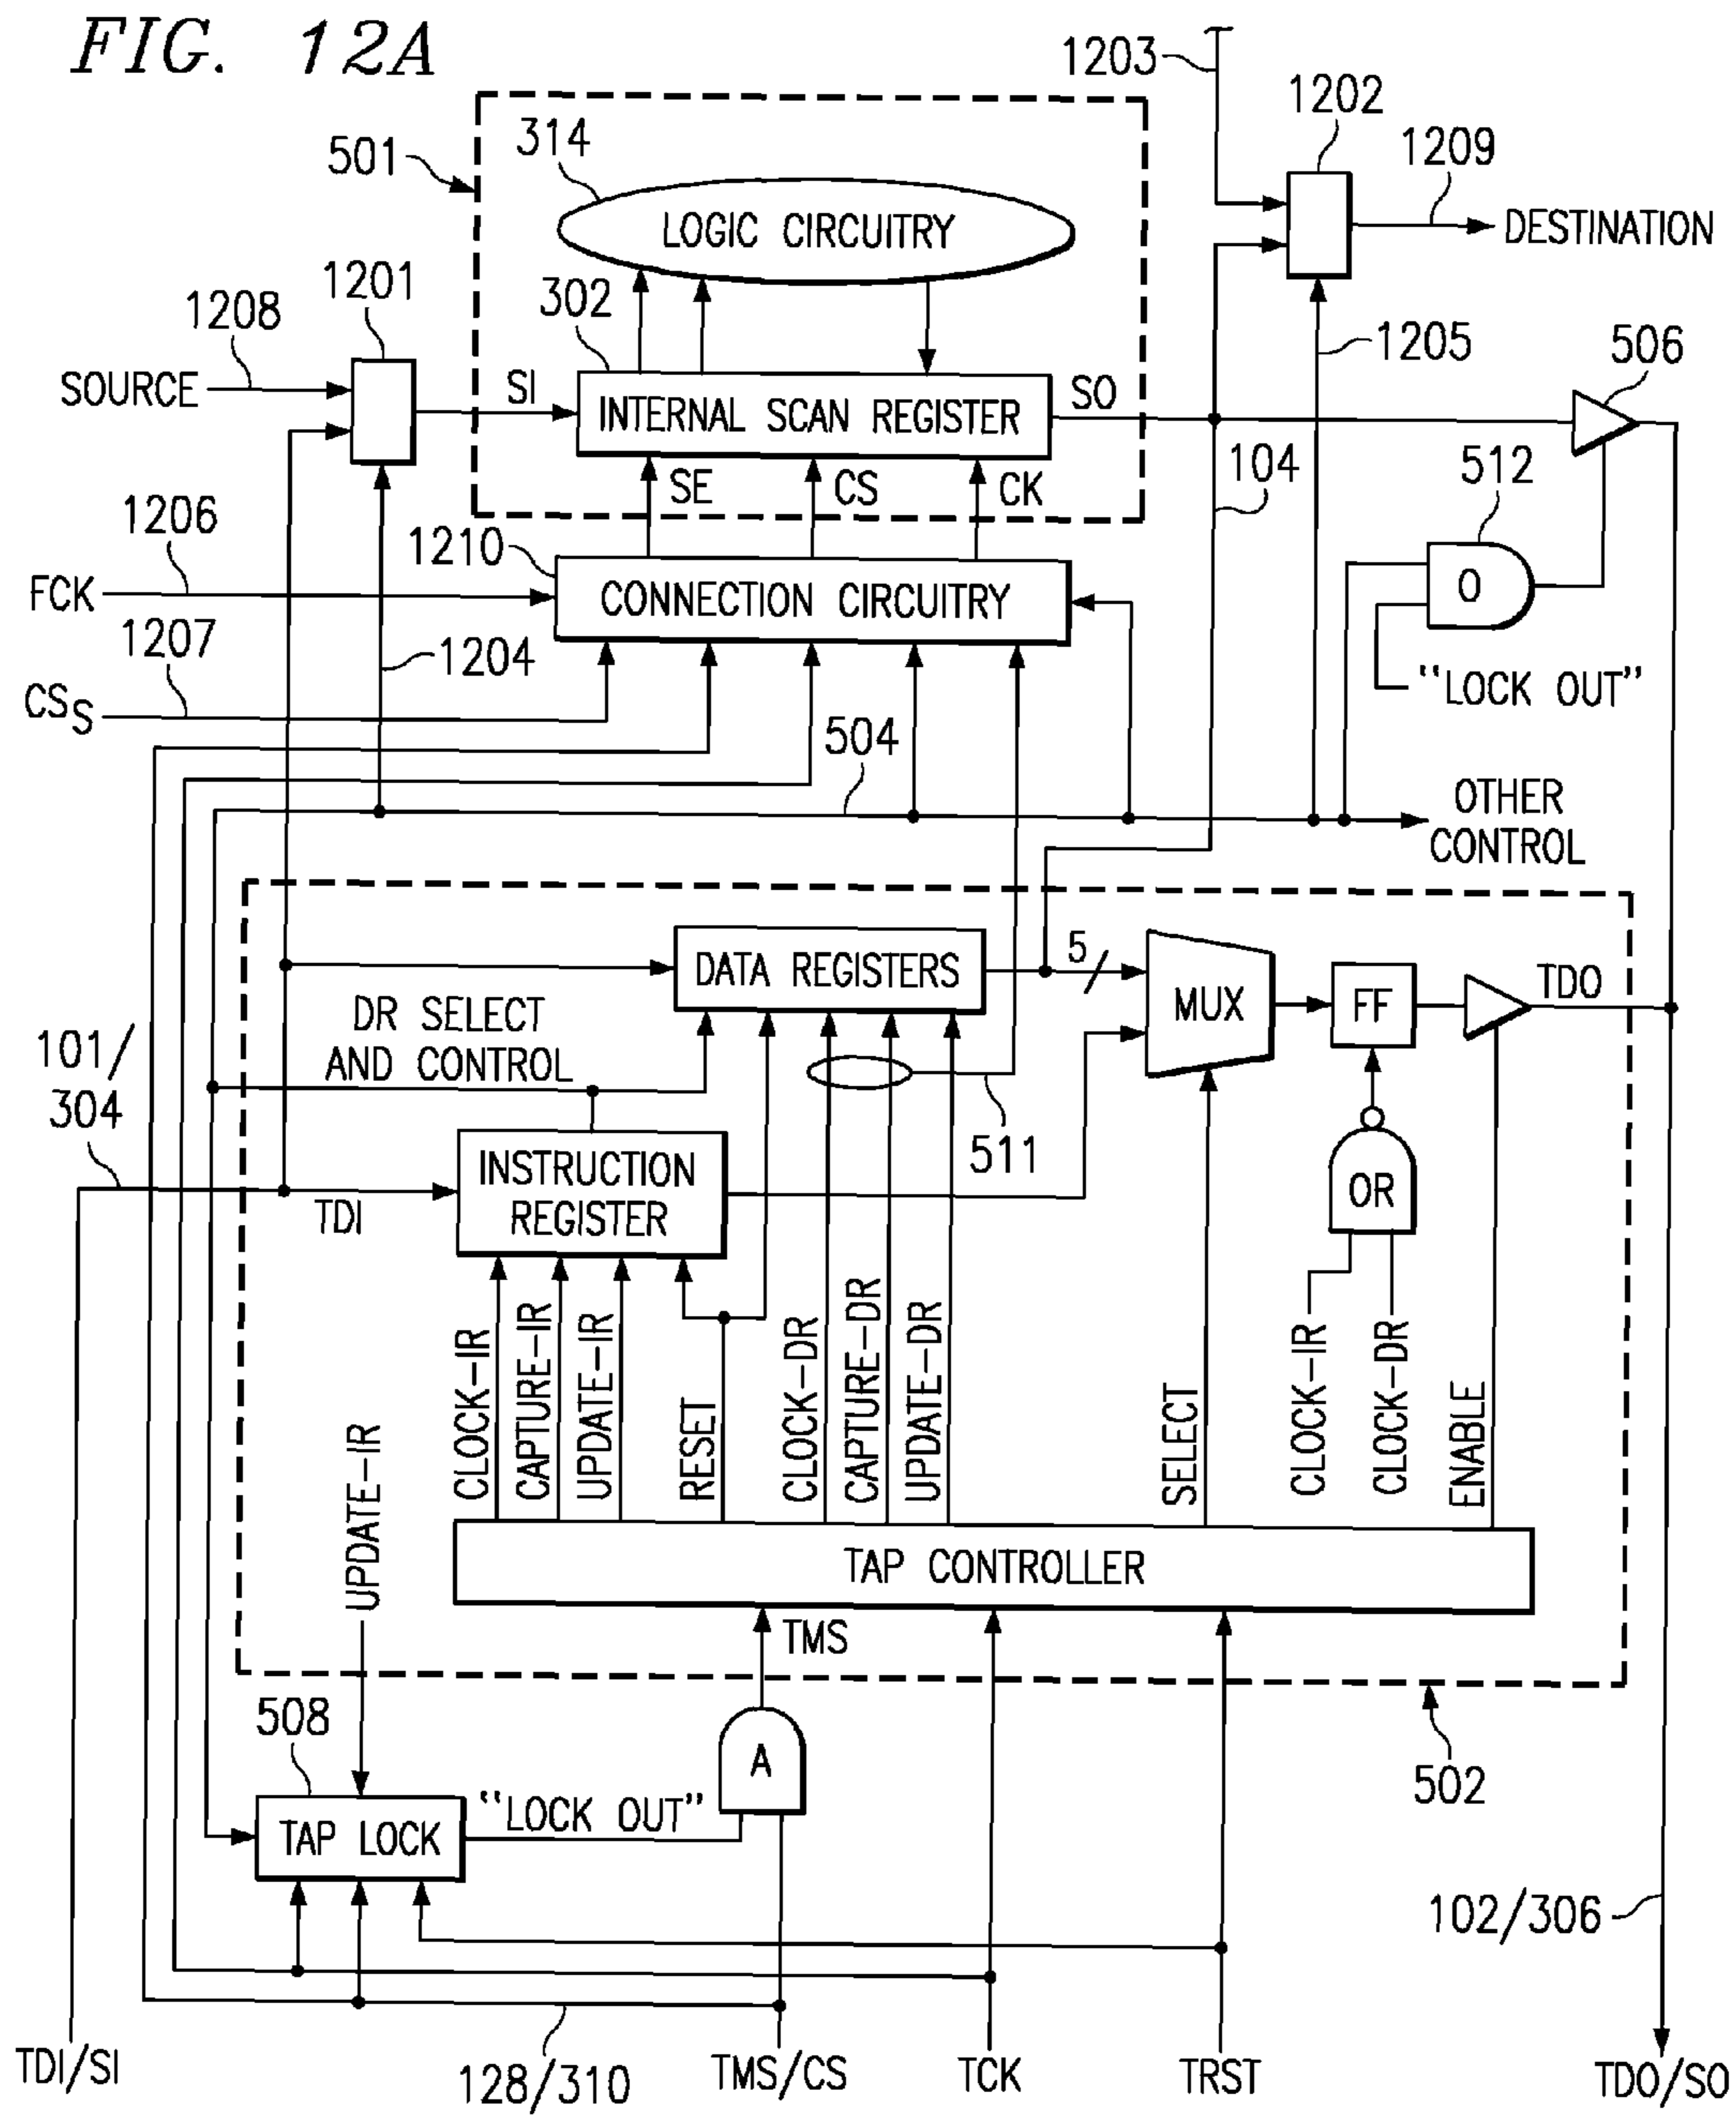 FIG. 12A
1203
1202
1209
DESTINATION
501
314
LOGIC CIRCUITRY
1208
1201
SOURCE
302
SI
INTERNAL SCAN REGISTER
SO
1205
506
104
512
SE
CS
CK
1206
1210
FCK
CONNECTION CIRCUITRY
O
1207
1204
CSS
"LOCK OUT"
504
OTHER
CONTROL
DATA REGISTERS
5
MUX
FF
TDO
DR SELECT
AND CONTROL
101/
304
511
INSTRUCTION
REGISTER
TDI
OR
CLOCK-IR
CAPTURE-IR
UPDATE-IR
RESET
CLOCK-DR
CAPTURE-DR
UPDATE-DR
SELECT
CLOCK-IR
CLOCK-DR
ENABLE
UPDATE-IR
TAP CONTROLLER
TMS
508
A
502
"LOCK OUT"
TAP LOCK
102/306
TDI/SI
128/310
TMS/CS
TCK
TRST
TDO/SO